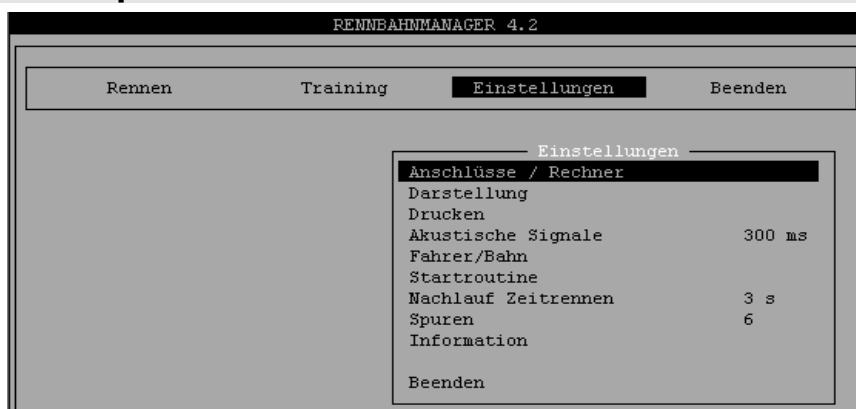 RENNBAHNMANAGER 4.2
Rennen Training Einstellungen Beenden
Einstellungen
Anschlüsse / Rechner
Darstellung
Drucken
Akustische Signale 300 ms
Fahrer/Bahn
Startroutine
Nachlauf Zeitrennen 3 s
Spuren 6
Information
Beenden